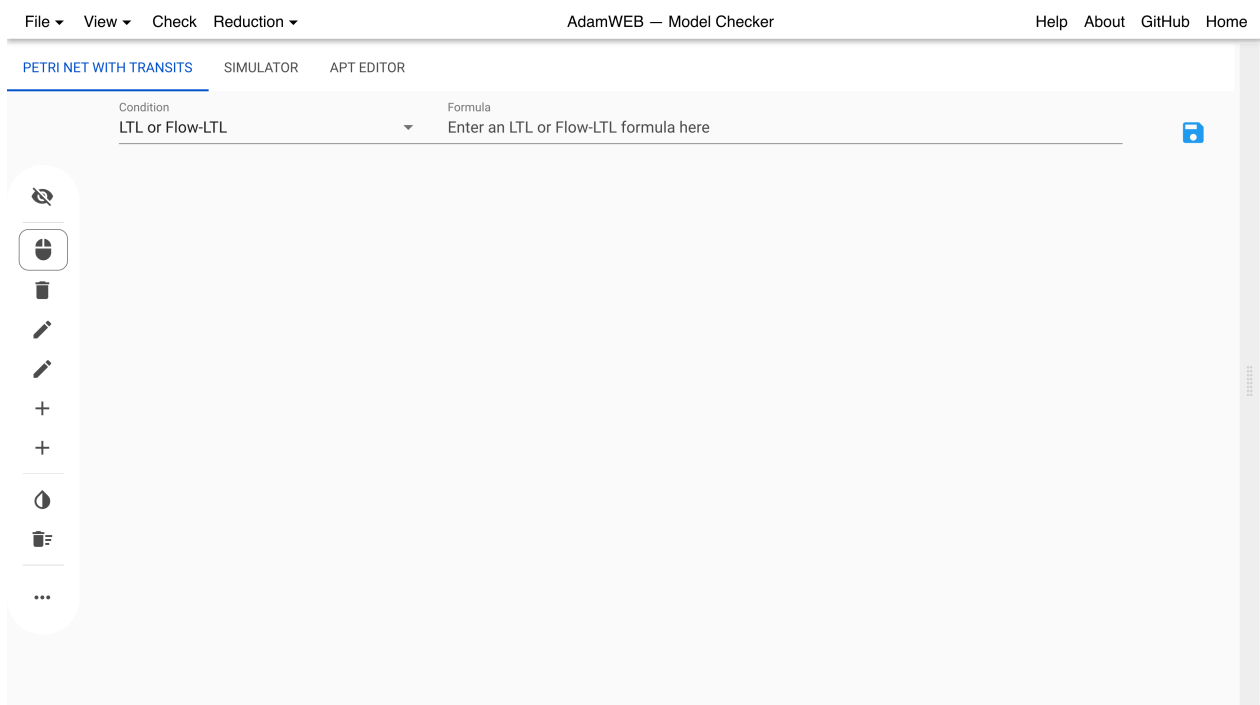 File View Check Reduction AdamWEB — Model Checker Help About GitHub Home
PETRI NET WITH TRANSITS SIMULATOR APT EDITOR
Condition Formula
LTL or Flow-LTL Enter an LTL or Flow-LTL formula here